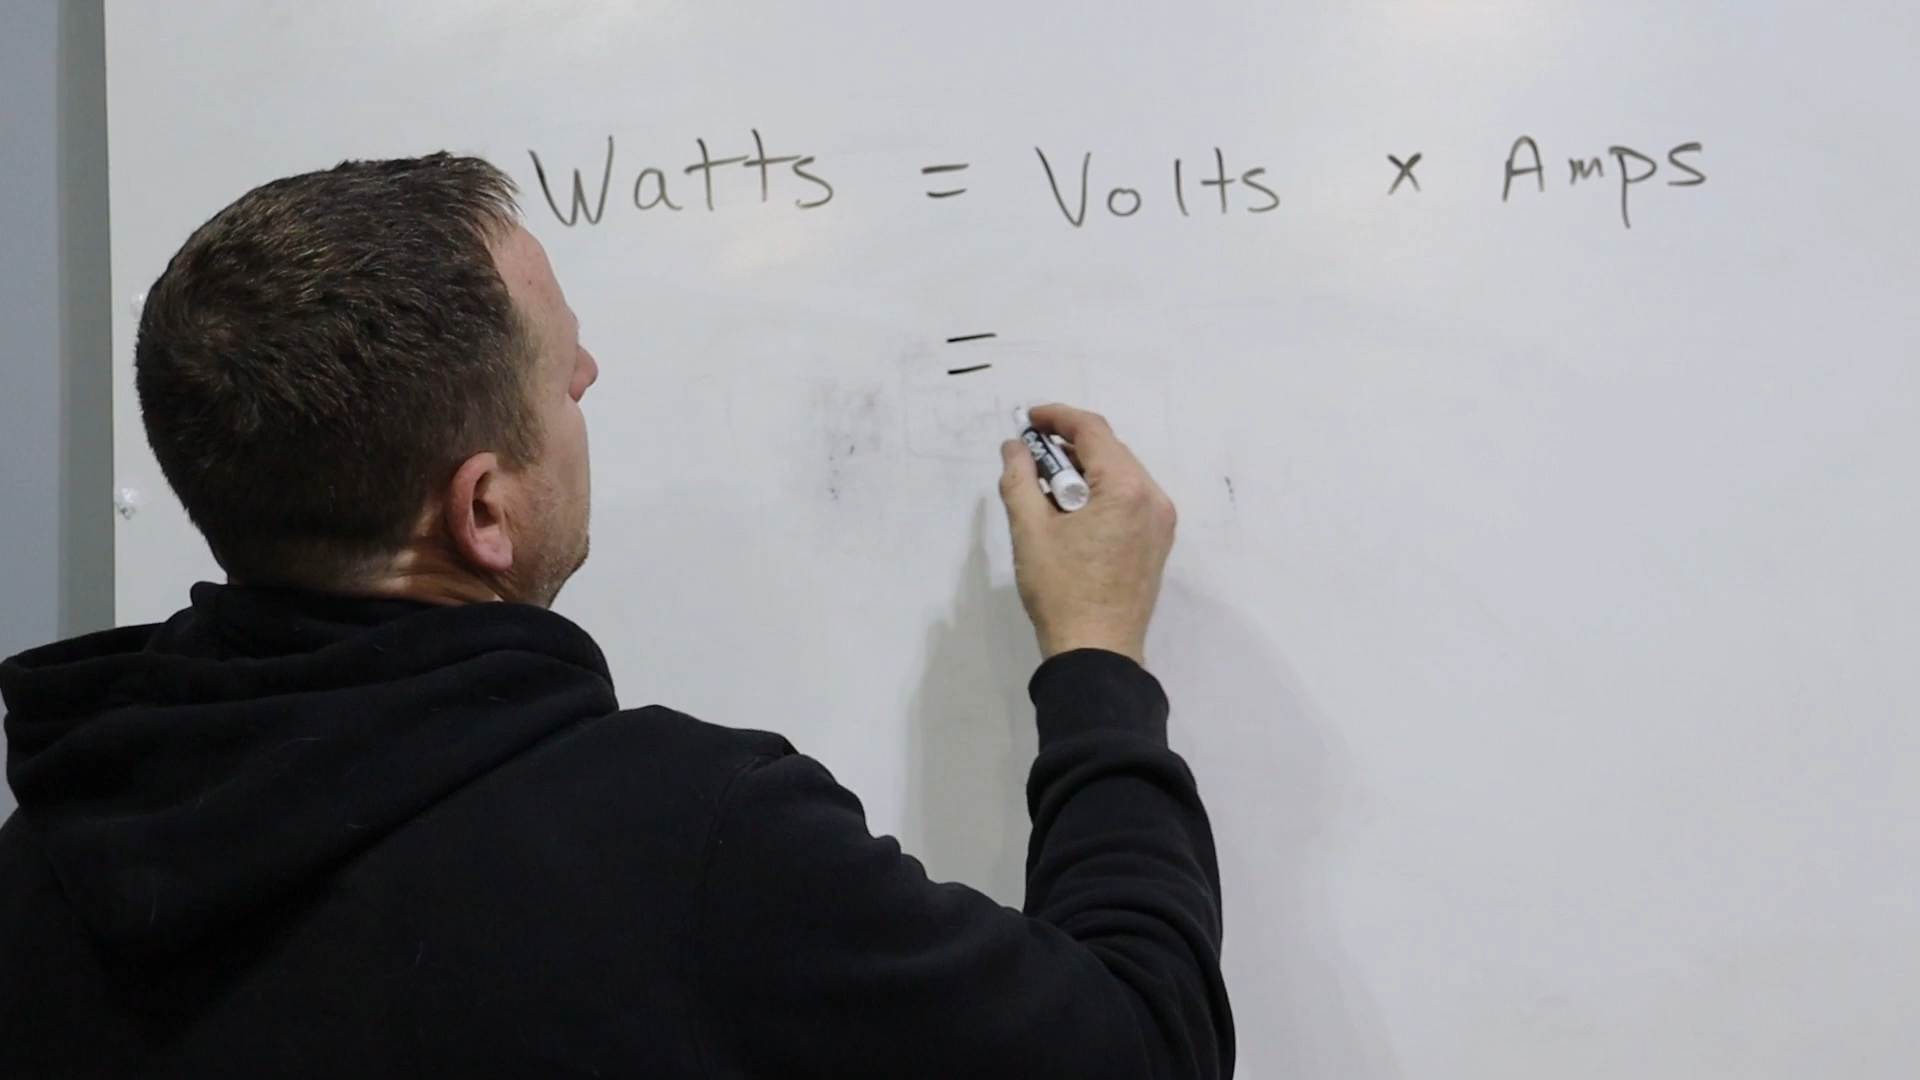 Watts = Volts x Amps
=